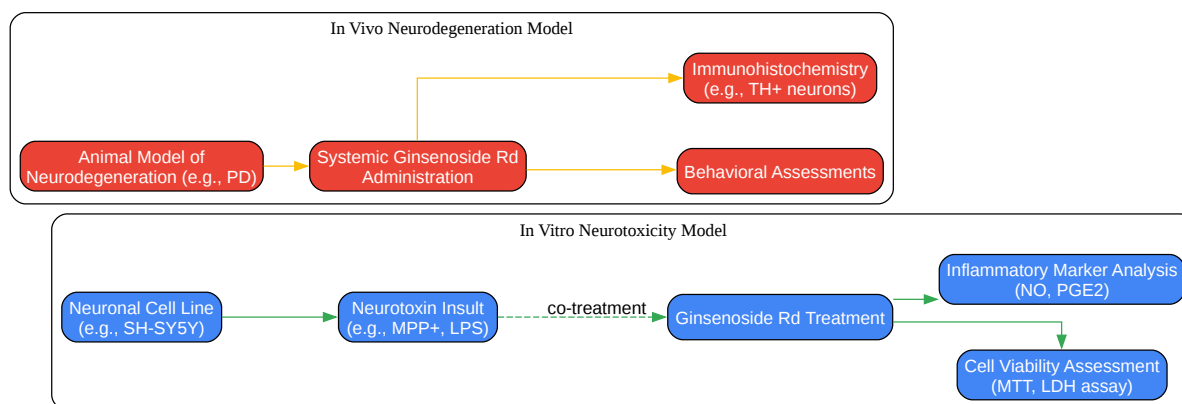 In Vivo Neurodegeneration Model
Immunohistochemistry
(e.g., TH+ neurons)
Animal Model of
Neurodegeneration (e.g., PD)
Systemic Ginsenoside Rd
Administration
Behavioral Assessments
In Vitro Neurotoxicity Model
Inflammatory Marker Analysis
(NO, PGE2)
Neuronal Cell Line
(e.g., SH-SY5Y)
Neurotoxin Insult
(e.g., MPP+, LPS)
co-treatment
Ginsenoside Rd Treatment
Cell Viability Assessment
(MTT, LDH assay)